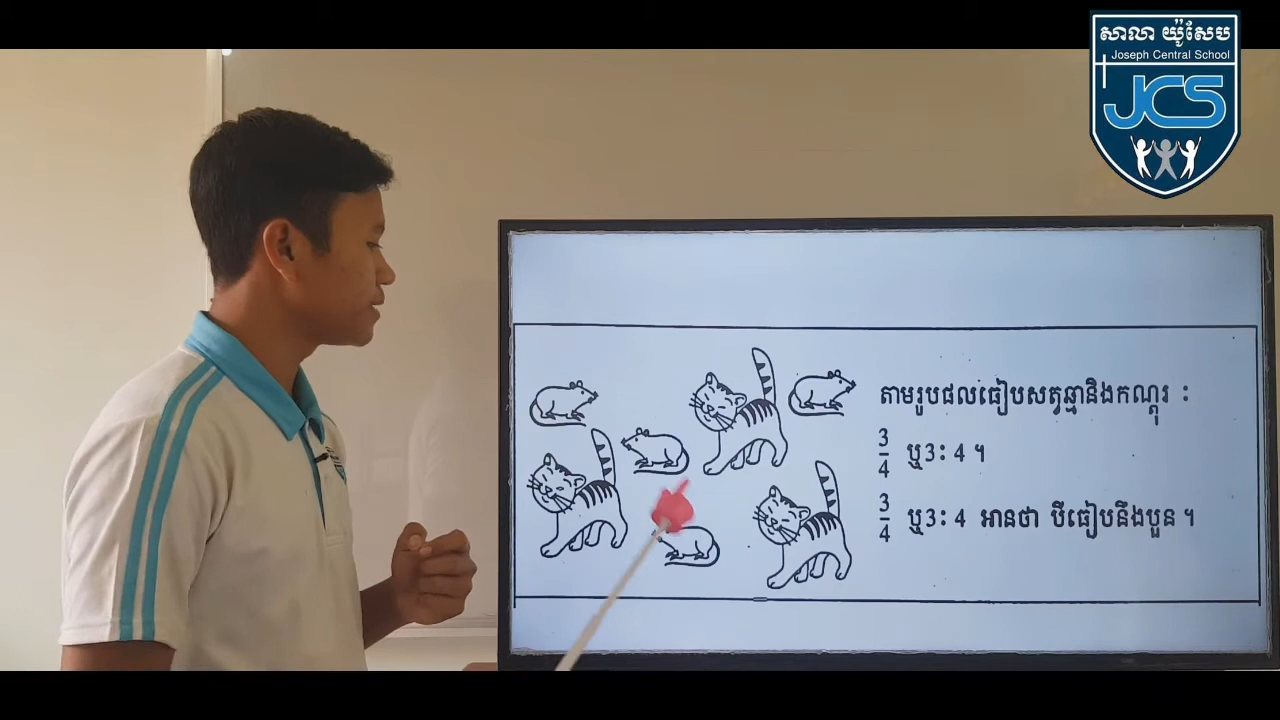 សាលា យ៉ូសែប
Joseph Central School
JCS
តាមរូបផលធៀបសត្វឆ្មានិងកណ្ដុរ ៖
3/4 ឬ 3 : 4 ។
3/4 ឬ 3 : 4 អានថា បីធៀបនឹងបួន ។